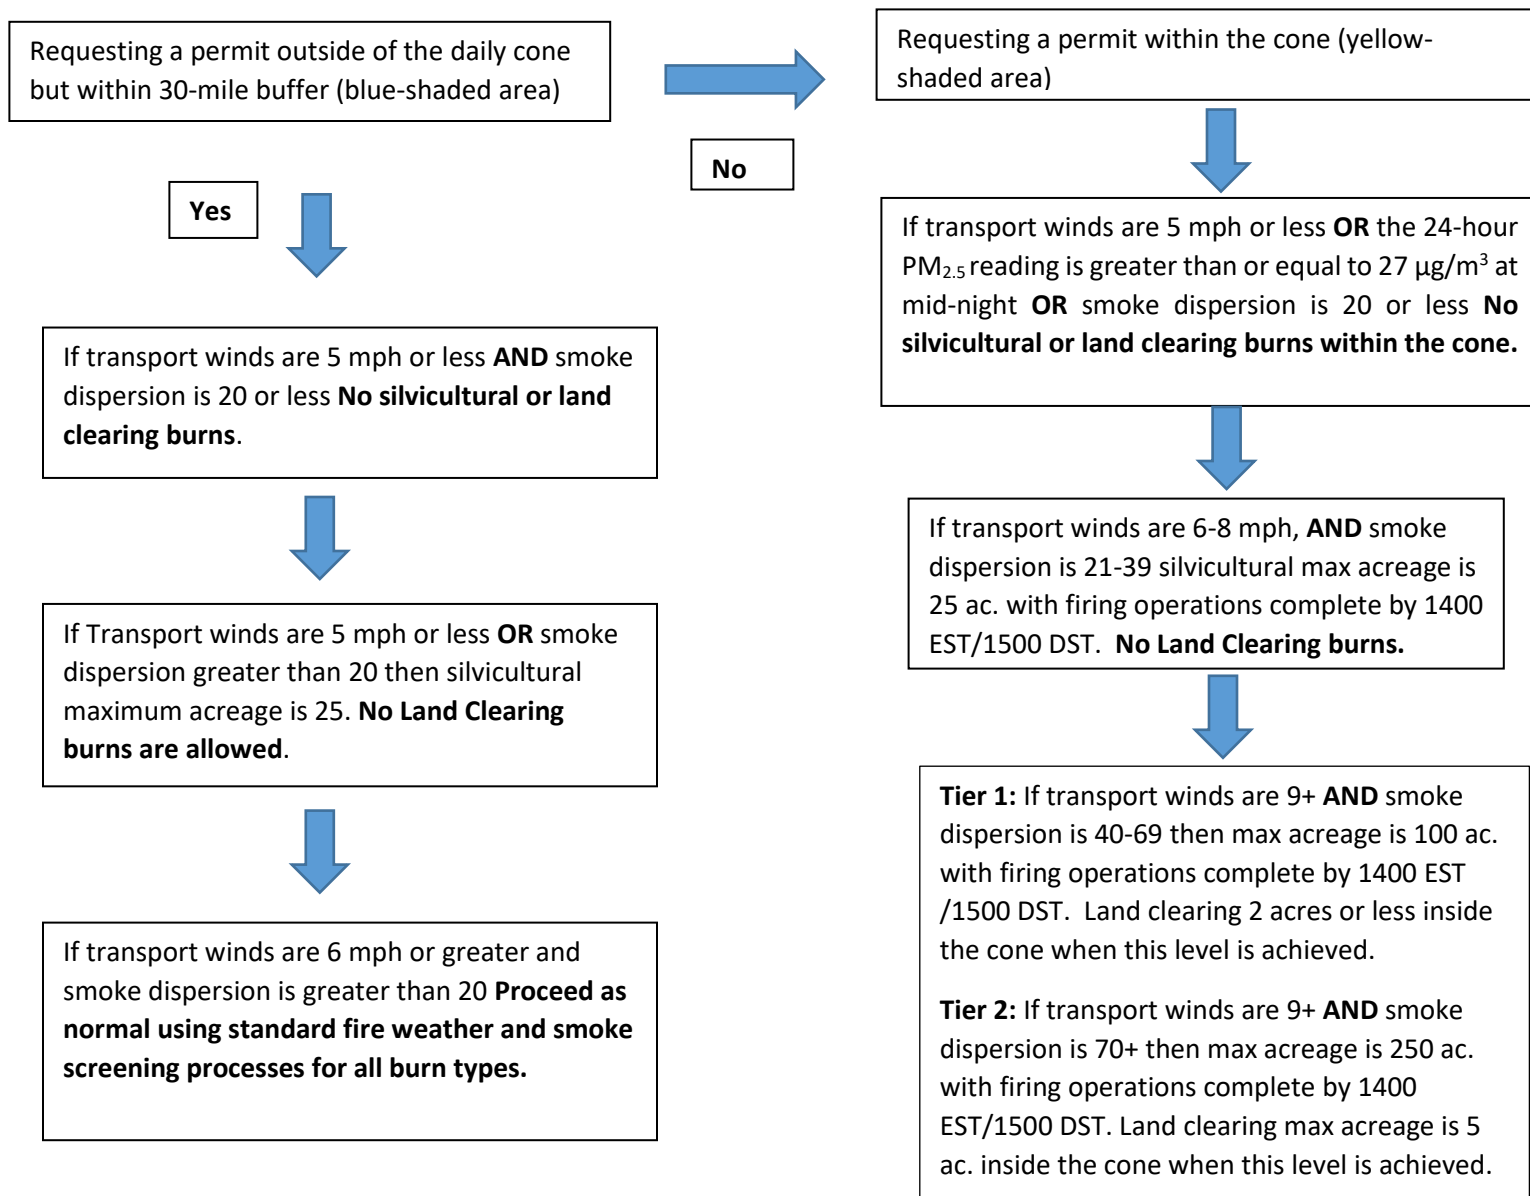 Requesting a permit outside of the daily cone
but within 30-mile buffer (blue-shaded area)
No
Requesting a permit within the cone (yellow-
shaded area)
Yes
If transport winds are 5 mph or less AND smoke
dispersion is 20 or less No silvicultural or land
clearing burns.
If Transport winds are 5 mph or less OR smoke
dispersion greater than 20 then silvicultural
maximum acreage is 25. No Land Clearing
burns are allowed.
If transport winds are 6 mph or greater and
smoke dispersion is greater than 20 Proceed as
normal using standard fire weather and smoke
screening processes for all burn types.
If transport winds are 5 mph or less OR the 24-hour
PM2.5 reading is greater than or equal to 27 µg/m³ at
mid-night OR smoke dispersion is 20 or less No
silvicultural or land clearing burns within the cone.
If transport winds are 6-8 mph, AND smoke
dispersion is 21-39 silvicultural max acreage is
25 ac. with firing operations complete by 1400
EST/1500 DST. No Land Clearing burns.
Tier 1: If transport winds are 9+ AND smoke
dispersion is 40-69 then max acreage is 100 ac.
with firing operations complete by 1400 EST
/1500 DST. Land clearing 2 acres or less inside
the cone when this level is achieved.
Tier 2: If transport winds are 9+ AND smoke
dispersion is 70+ then max acreage is 250 ac.
with firing operations complete by 1400
EST/1500 DST. Land clearing max acreage is 5
ac. inside the cone when this level is achieved.